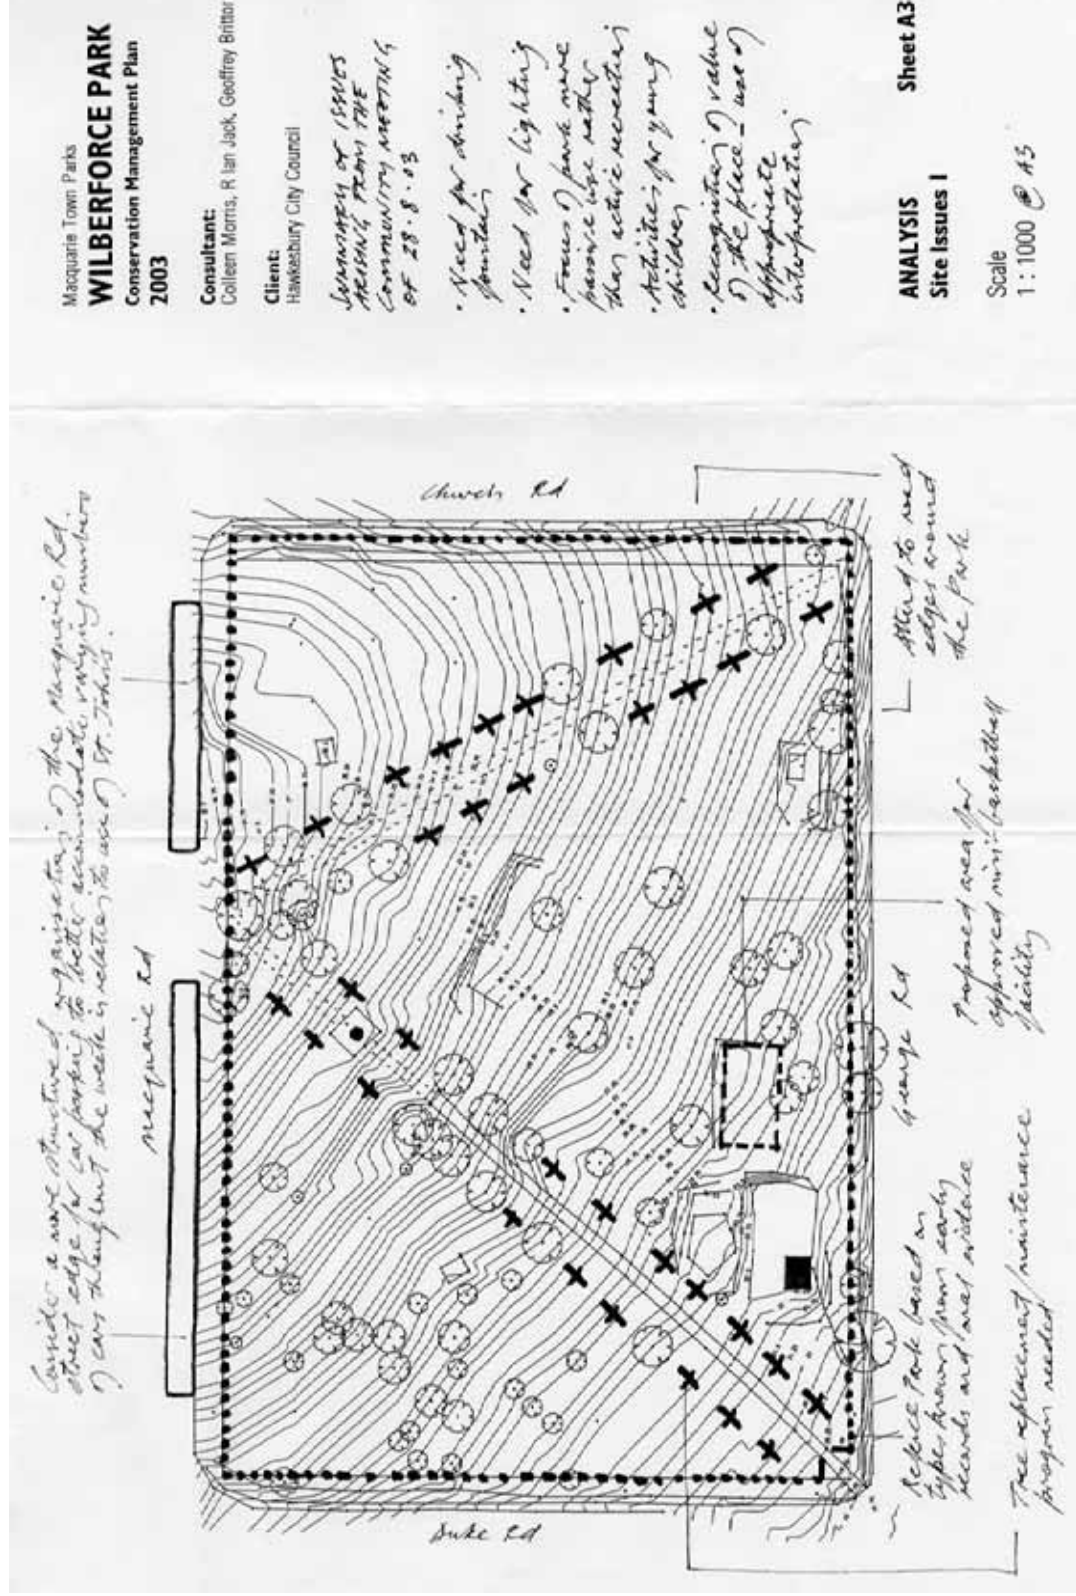 Macquarie Town Parks
WILBERFORCE PARK
Conservation Management Plan
2003
Consultant:
Colleen Morris, R Ian Jack, Geoffrey Britton
Client:
Hawkesbury City Council
SUMMARY OF ISSUES
ARISING FROM THE
COMMUNITY MEETING
OF 28.8.03
• Need for drinking
fountain
• Need for lighting
• Focus of park more
passive use rather
than active recreation
• Activities for young
children
• Recognition of value
of the place – use of
appropriate
interpretation
ANALYSIS
Site Issues 1
Sheet A3
Scale
1 : 1000 @ A3
Consider a more structured organisation of the Macquarie Rd.
street edge for car parking to better accommodate varying numbers
of cars throughout the week in relation to use of St. John's.
Macquarie Rd
Church Rd
Duke Rd
George Rd
Replace Park based on
types known from early
records and oral evidence
Tree replacement/maintenance
program needed
Proposed area for
approved mini-basketball
facility
Attend to road
edges around
the Park